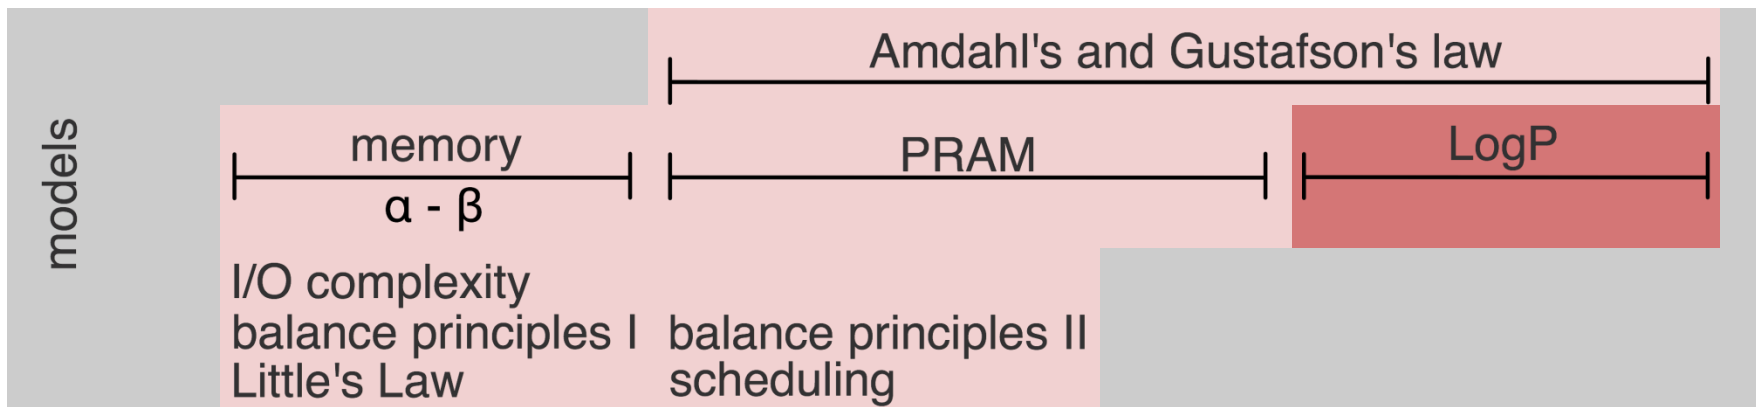 models
Amdahl's and Gustafson's law
memory
α - β
PRAM
LogP
I/O complexity
balance principles I
Little's Law
balance principles II
scheduling